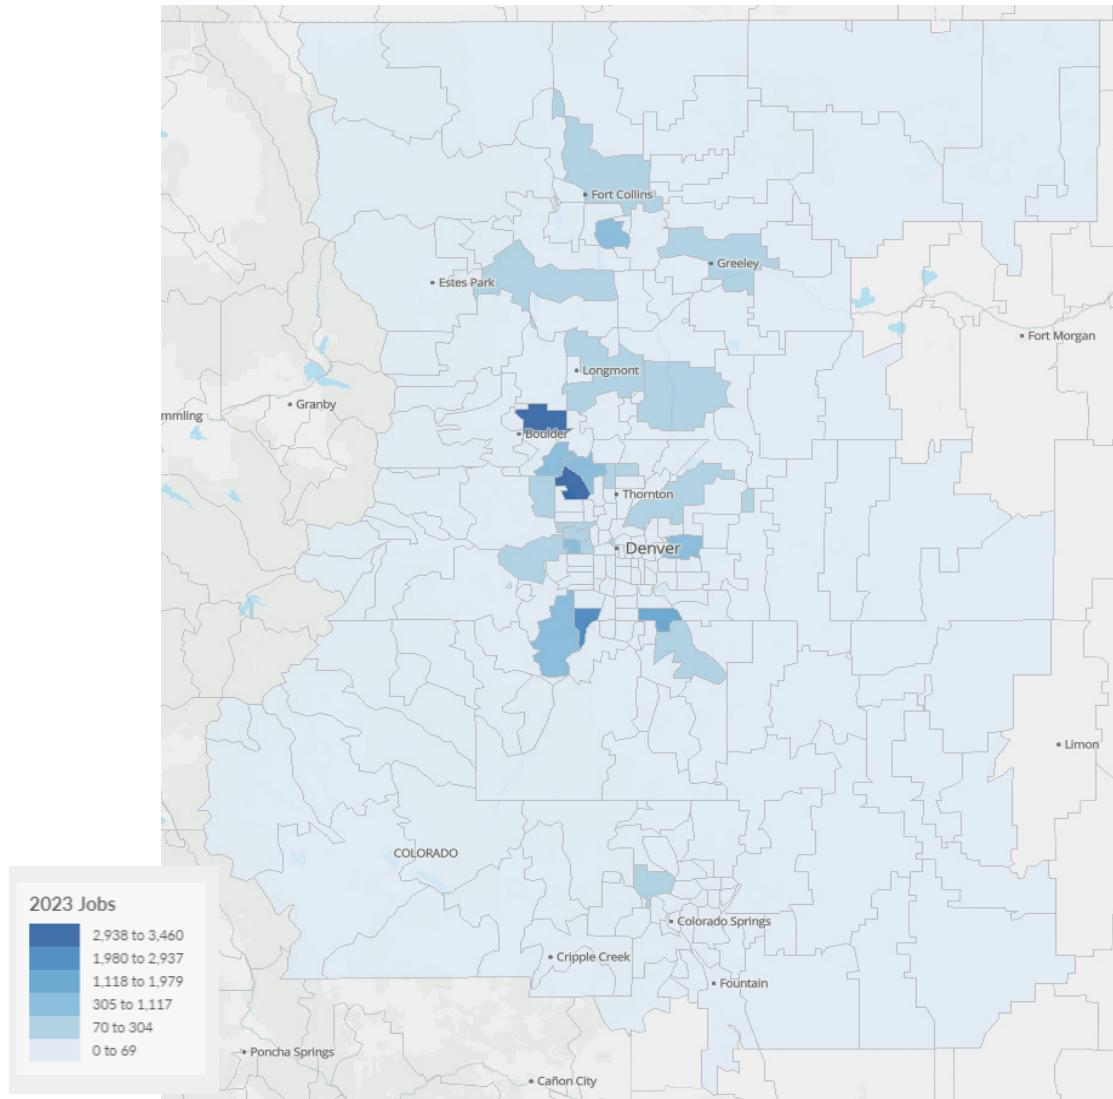 Fort Collins
Greeley
Estes Park
Fort Morgan
Longmont
Granby
mmling
Boulder
Thornton
Denver
Limon
COLORADO
2023 Jobs
2,938 to 3,460
1,980 to 2,937
1,118 to 1,979
305 to 1,117
70 to 304
0 to 69
Colorado Springs
Cripple Creek
Fountain
Poncha Springs
Cañon City